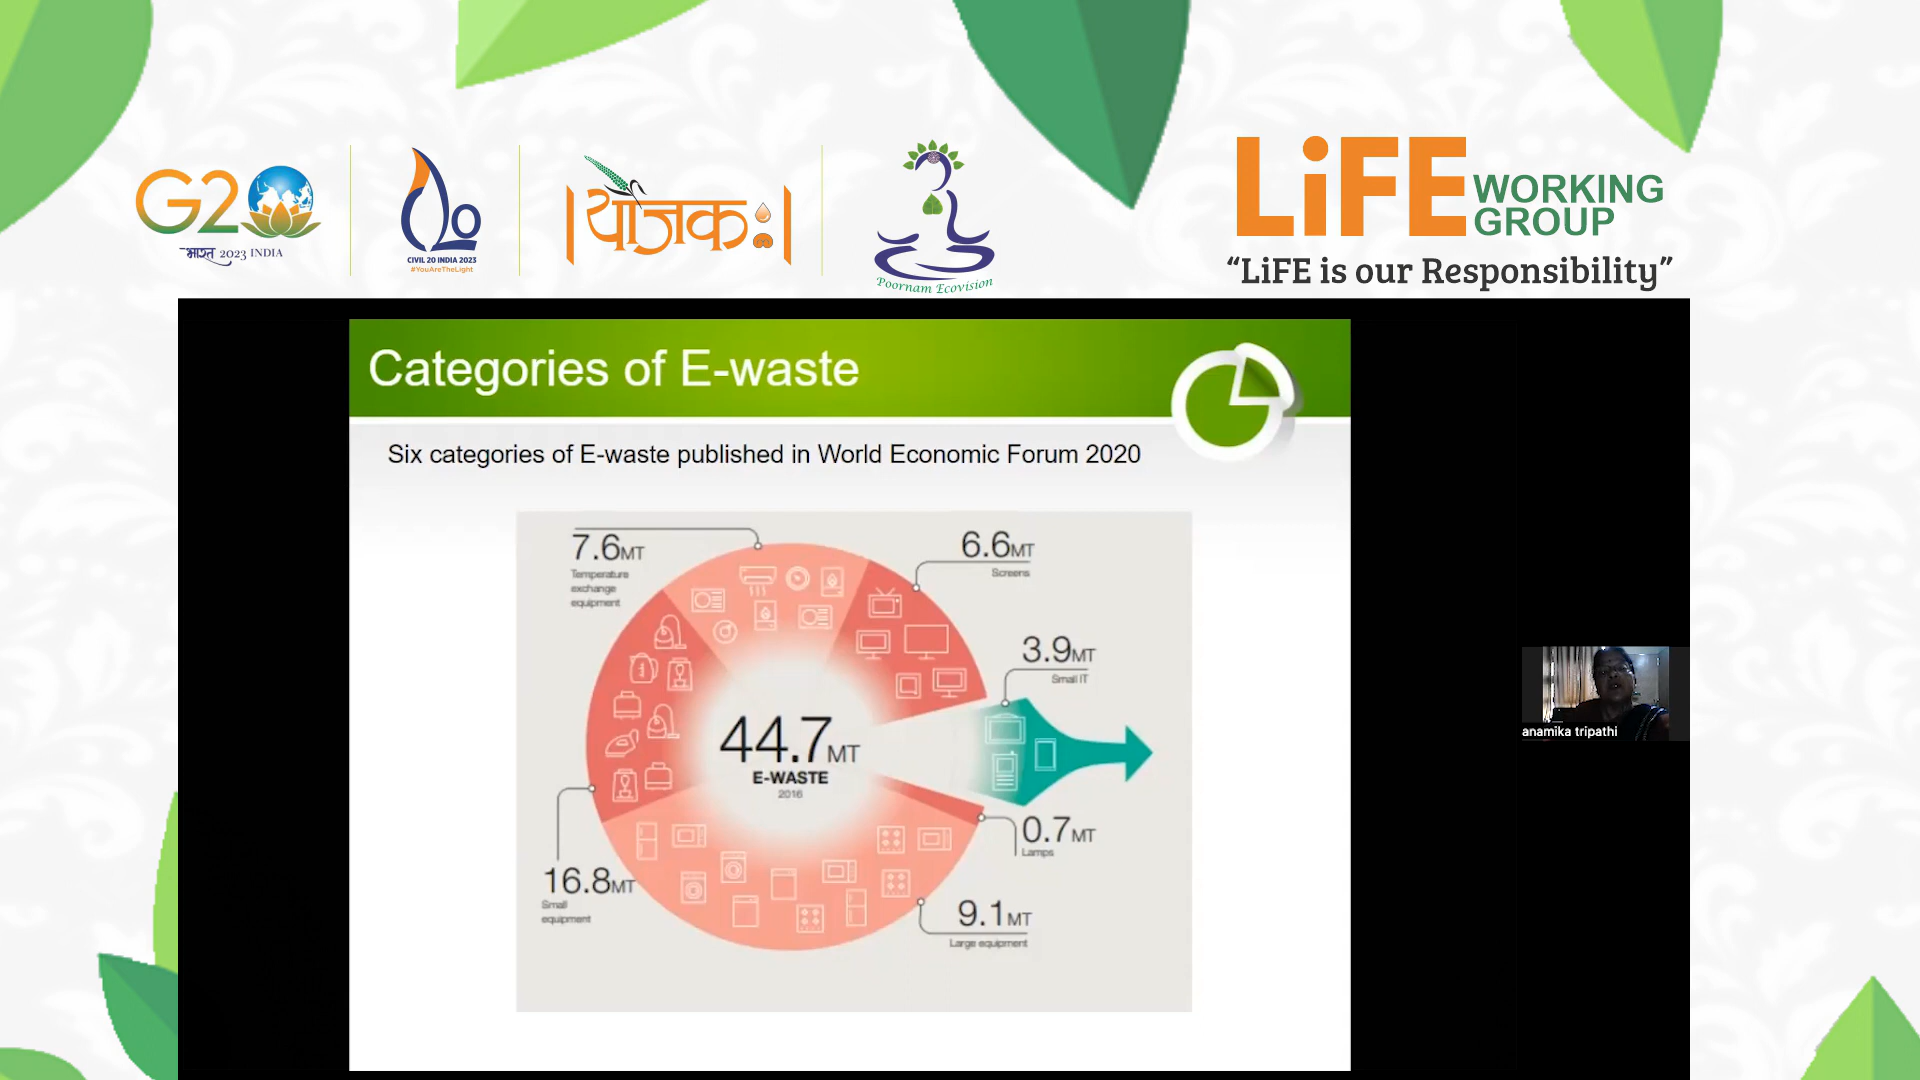 G20
भारत 2023 INDIA
CIVIL 20 INDIA 2023
#YouAreTheLight
योजकः
Poornam Ecovision
LiFE WORKING GROUP
“LiFE is our Responsibility”
Categories of E-waste
Six categories of E-waste published in World Economic Forum 2020
7.6MT
Temperature
exchange
equipment
6.6MT
Screens
3.9MT
Small IT
44.7MT
E-WASTE
2016
0.7MT
Lamps
16.8MT
Small
equipment
9.1MT
Large equipment
anamika tripathi